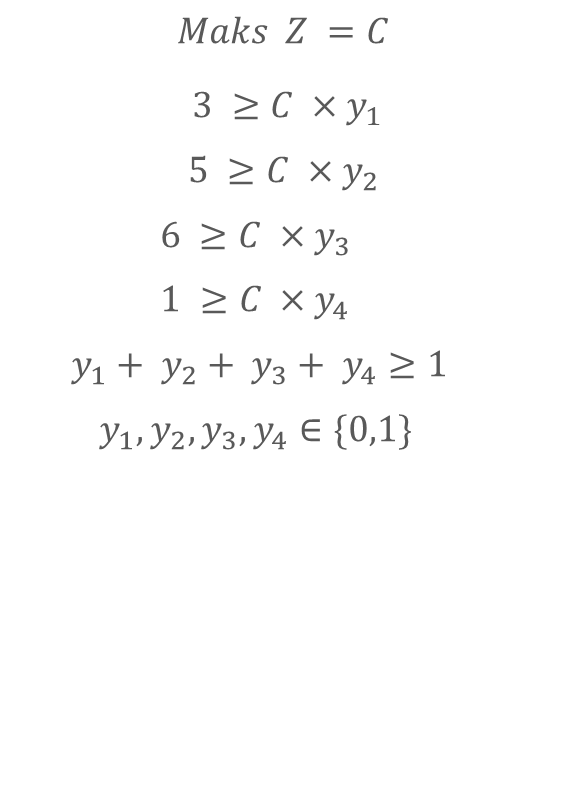 Maks Z = C
3 ≥ C × y₁
5 ≥ C × y₂
6 ≥ C × y₃
1 ≥ C × y₄
y₁ + y₂ + y₃ + y₄ ≥ 1
y₁, y₂, y₃, y₄ ∈ {0,1}